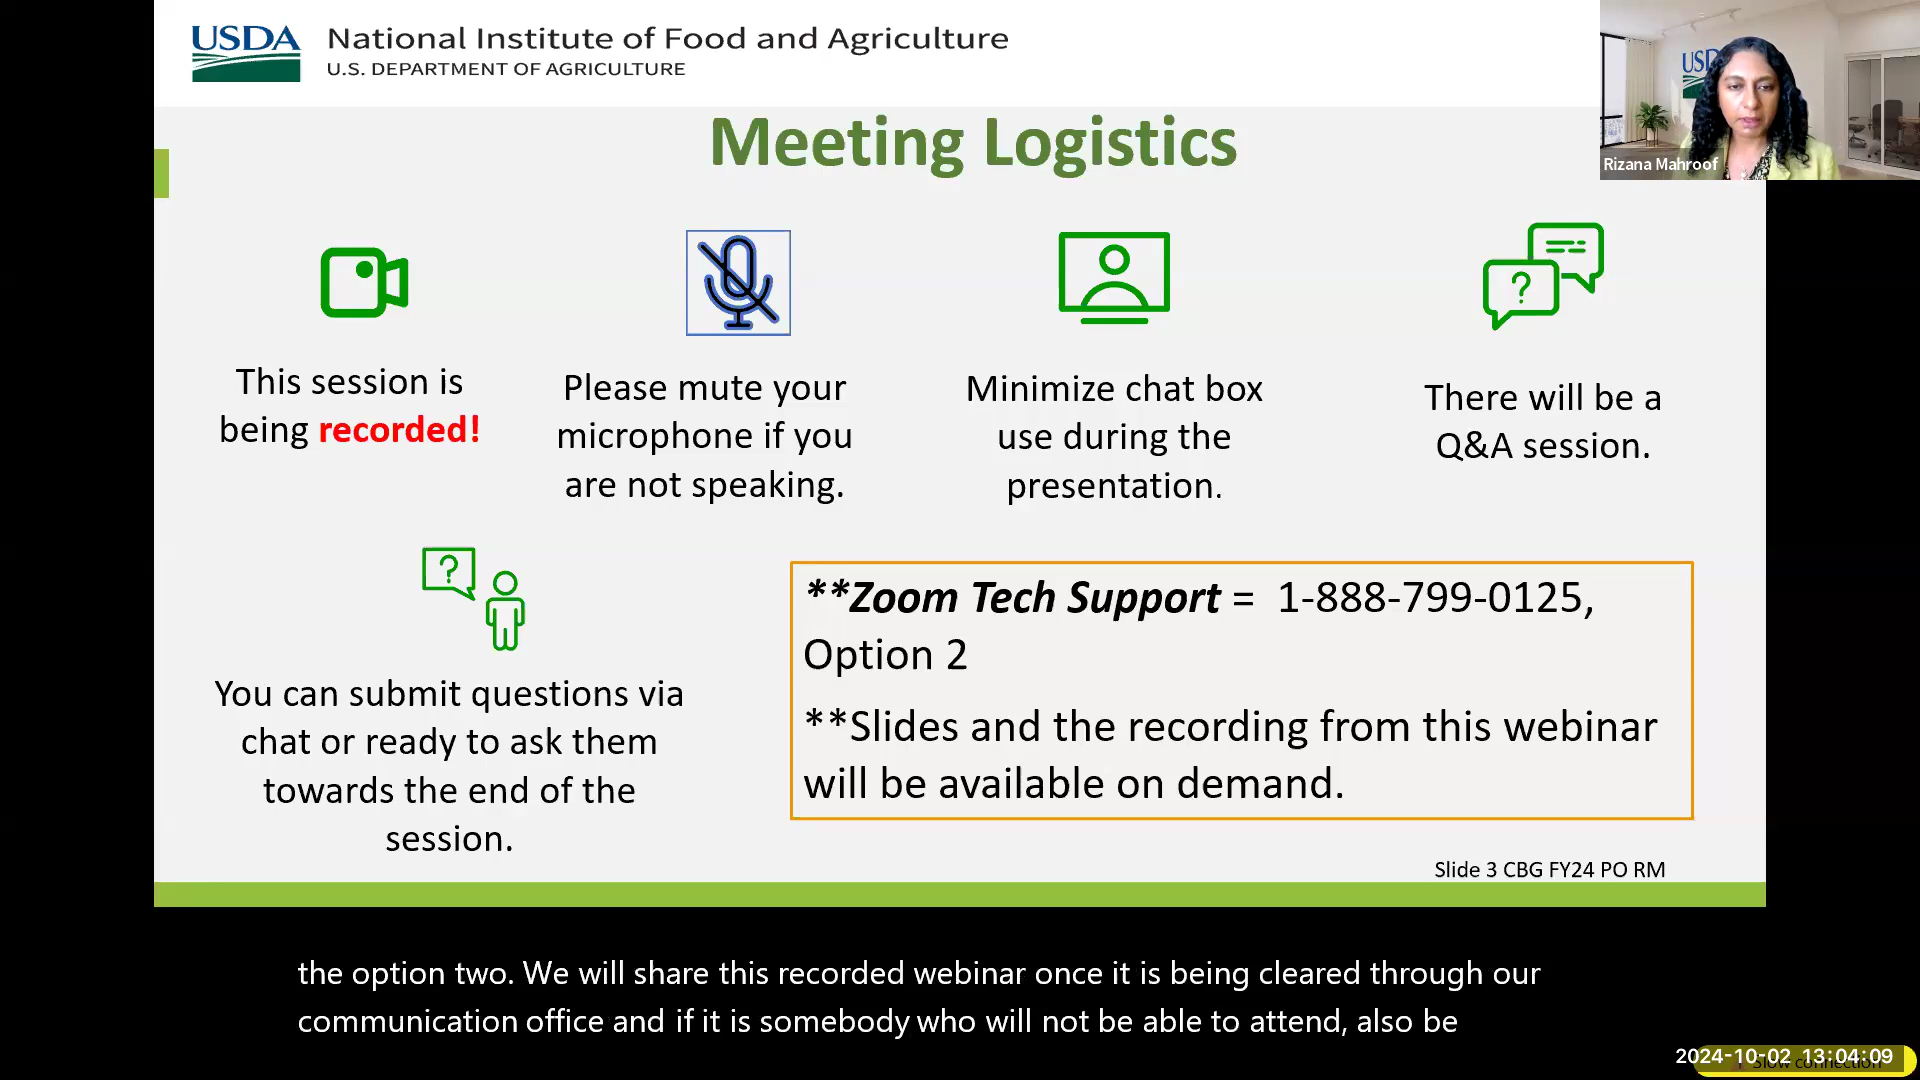 USDA
National Institute of Food and Agriculture
U.S. DEPARTMENT OF AGRICULTURE
Meeting Logistics
USD
Rizana Mahroof
This session is
being recorded!
Please mute your
microphone if you
are not speaking.
Minimize chat box
use during the
presentation.
?
There will be a
Q&A session.
?
You can submit questions via
chat or ready to ask them
towards the end of the
session.
**Zoom Tech Support = 1-888-799-0125,
Option 2
**Slides and the recording from this webinar
will be available on demand.
Slide 3 CBG FY24 PO RM
the option two. We will share this recorded webinar once it is being cleared through our
communication office and if it is somebody who will not be able to attend, also be
2024-10-02 13:04:09
Slow connection